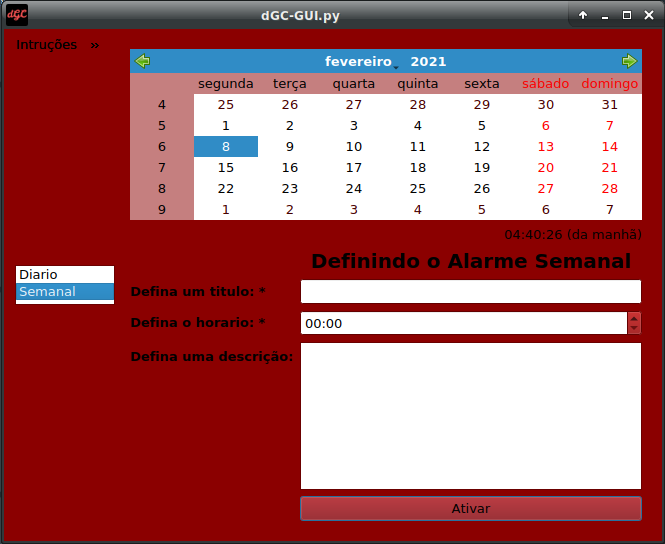 dGC dGC-GUI.py
Intruções »
fevereiro 2021
segunda terça quarta quinta sexta sábado domingo
4 25 26 27 28 29 30 31
5 1 2 3 4 5 6 7
6 8 9 10 11 12 13 14
7 15 16 17 18 19 20 21
8 22 23 24 25 26 27 28
9 1 2 3 4 5 6 7
04:40:26 (da manhã)
Diario
Semanal
Definindo o Alarme Semanal
Defina um titulo: *
Defina o horario: * 00:00
Defina uma descrição:
Ativar